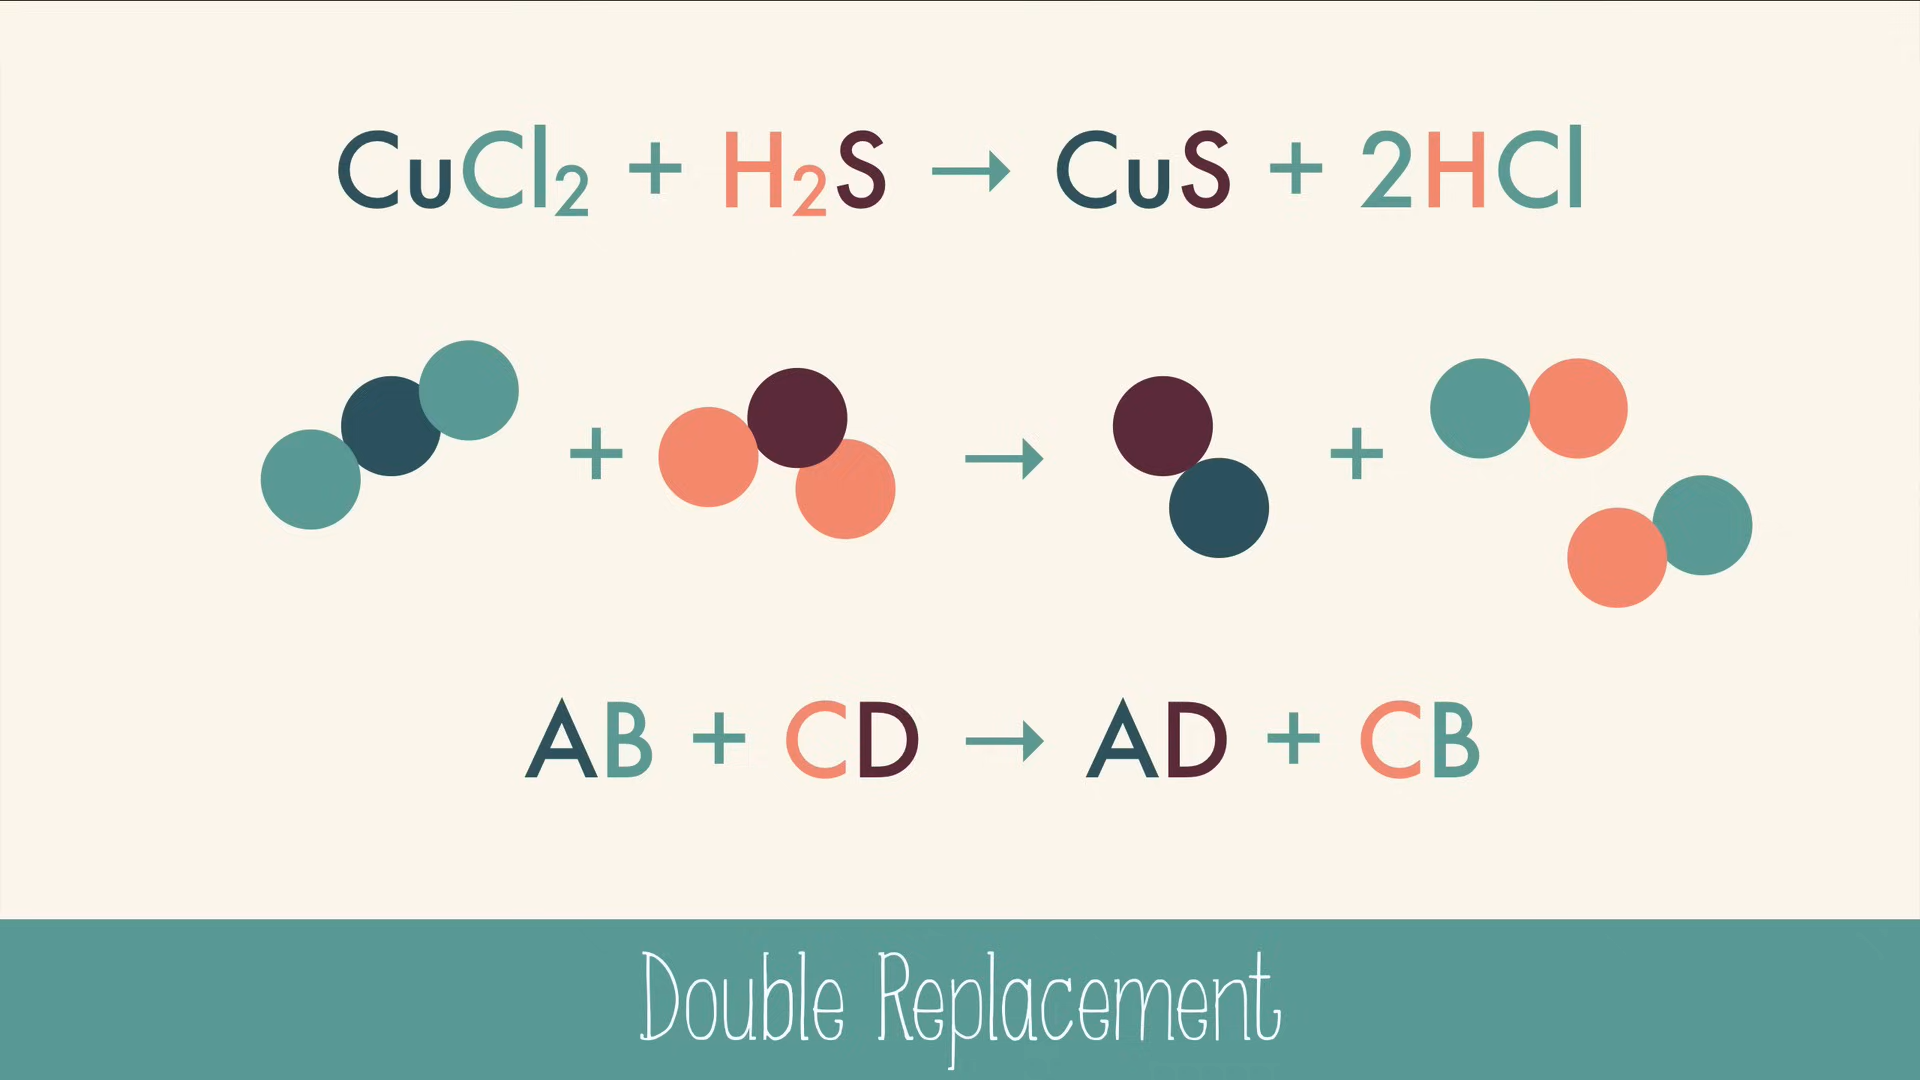 CuCl₂ + H₂S → CuS + 2HCl
+ → +
AB + CD → AD + CB
Double Replacement